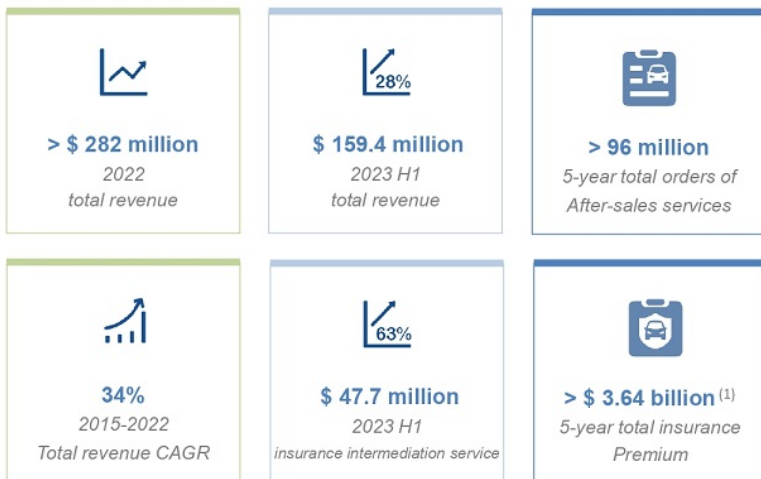 > $ 282 million
2022
total revenue
28%
$ 159.4 million
2023 H1
total revenue
> 96 million
5-year total orders of
After-sales services
34%
2015-2022
Total revenue CAGR
63%
$ 47.7 million
2023 H1
insurance intermediation service
> $ 3.64 billion (1)
5-year total insurance
Premium